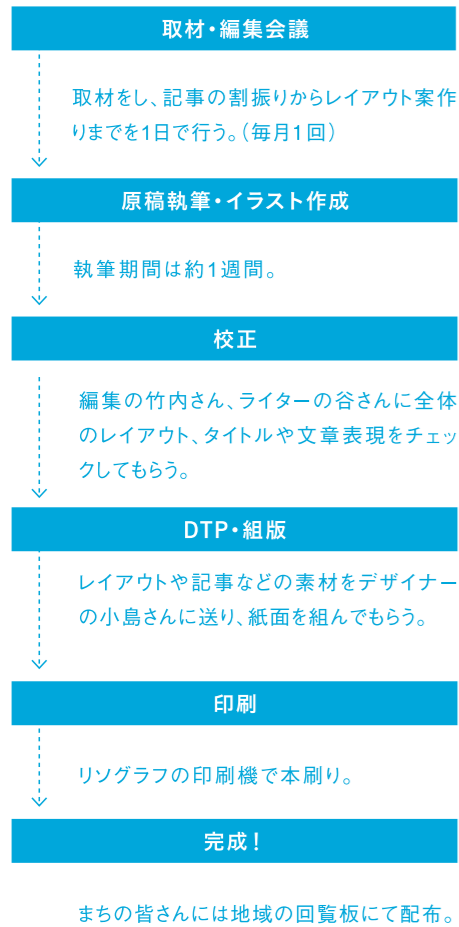 取材・編集会議
取材をし、記事の割振りからレイアウト案作
りまでを1日で行う。（毎月1回）
原稿執筆・イラスト作成
執筆期間は約1週間。
校正
編集の竹内さん、ライターの谷さんに全体
のレイアウト、タイトルや文章表現をチェッ
クしてもらう。
DTP・組版
レイアウトや記事などの素材をデザイナー
の小島さんに送り、紙面を組んでもらう。
印刷
リソグラフの印刷機で本刷り。
完成！
まちの皆さんには地域の回覧板にて配布。